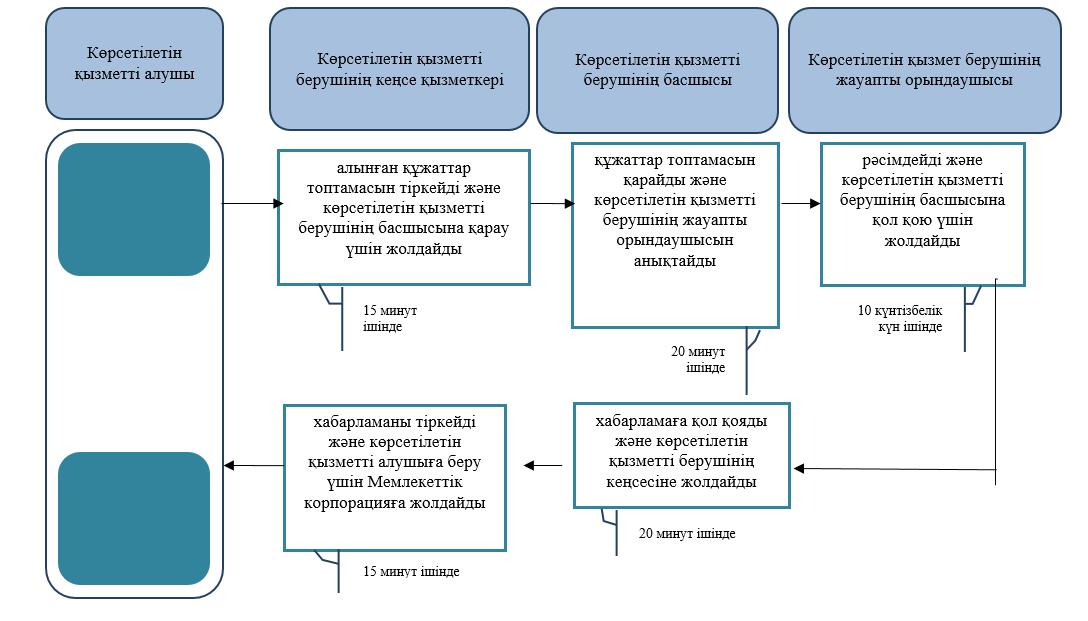 Көрсетілетін
қызметті алушы
Көрсетілетін қызметті
берушінің кеңсе қызметкері
Көрсетілетін қызметті
берушінің басшысы
Көрсетілетін қызмет берушінің
жауапты орындаушысы
алынған құжаттар
топтамасын тіркейді және
көрсетілетін қызметті
берушінің басшысына қарау
үшін жолдайды
құжаттар топтамасын
қарайды және
көрсетілетін қызметті
берушінің жауапты
орындаушысын
анықтайды
рәсімдейді және
көрсетілетін қызметті
берушінің басшысына
қол қою үшін
жолдайды
15 минут
ішінде
20 минут
ішінде
10 күнтізбелік
күн ішінде
хабарламаны тіркейді
және көрсетілетін
қызметті алушыға беру
үшін Мемлекеттік
корпорацияға жолдайды
хабарламаға қол қояды
және көрсетілетін
қызметті берушінің
кеңсесіне жолдайды
20 минут ішінде
15 минут ішінде